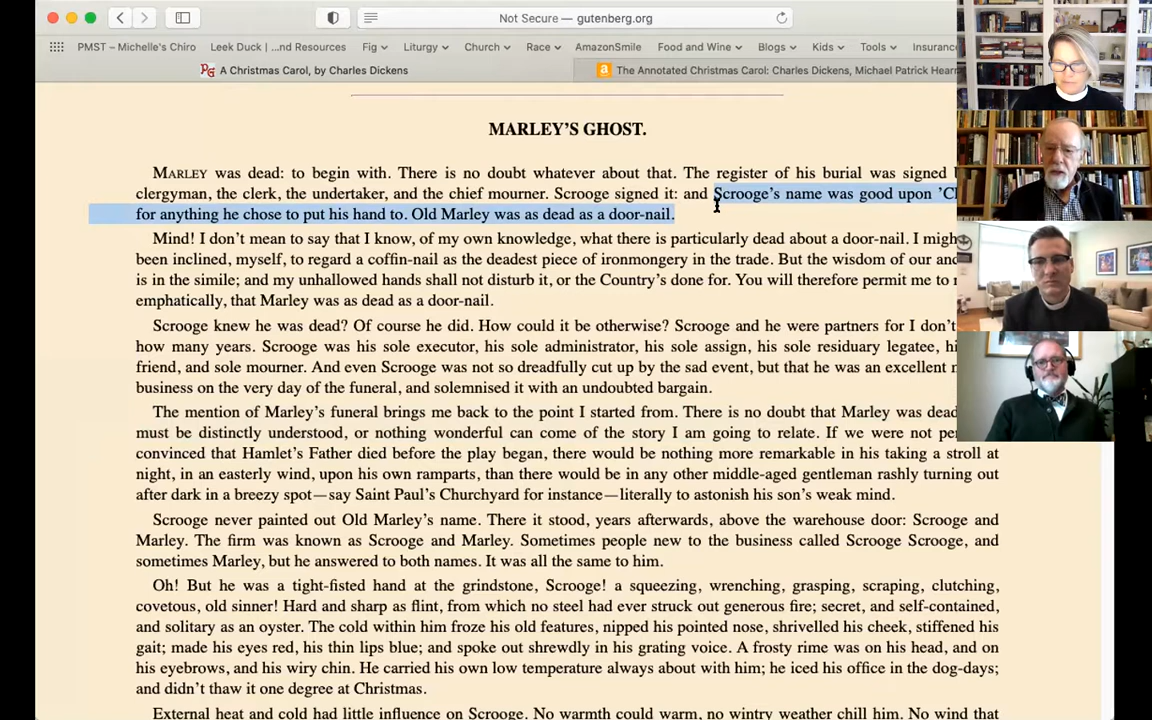 Not Secure — gutenberg.org
PMST – Michelle's Chiro Leek Duck | ...nd Resources Fig Liturgy Church Race AmazonSmile Food and Wine Blogs Kids Tools Insurance
A Christmas Carol, by Charles Dickens
a The Annotated Christmas Carol: Charles Dickens, Michael Patrick Hearn
MARLEY’S GHOST.
MARLEY was dead: to begin with. There is no doubt whatever about that. The register of his burial was signed
clergyman, the clerk, the undertaker, and the chief mourner. Scrooge signed it: and Scrooge’s name was good upon
for anything he chose to put his hand to. Old Marley was as dead as a door-nail.
Mind! I don’t mean to say that I know, of my own knowledge, what there is particularly dead about a door-nail. I
been inclined, myself, to regard a coffin-nail as the deadest piece of ironmongery in the trade. But the wisdom of our
is in the simile; and my unhallowed hands shall not disturb it, or the Country’s done for. You will therefore permit me to
emphatically, that Marley was as dead as a door-nail.
Scrooge knew he was dead? Of course he did. How could it be otherwise? Scrooge and he were partners for I don’t
how many years. Scrooge was his sole executor, his sole administrator, his sole assign, his sole residuary legatee,
friend, and sole mourner. And even Scrooge was not so dreadfully cut up by the sad event, but that he was an excellent
business on the very day of the funeral, and solemnised it with an undoubted bargain.
The mention of Marley’s funeral brings me back to the point I started from. There is no doubt that Marley was dead
must be distinctly understood, or nothing wonderful can come of the story I am going to relate. If we were not
convinced that Hamlet’s Father died before the play began, there would be nothing more remarkable in his taking a stroll at
night, in an easterly wind, upon his own ramparts, than there would be in any other middle-aged gentleman rashly turning out
after dark in a breezy spot—say Saint Paul’s Churchyard for instance—literally to astonish his son’s weak mind.
Scrooge never painted out Old Marley’s name. There it stood, years afterwards, above the warehouse door: Scrooge and
Marley. The firm was known as Scrooge and Marley. Sometimes people new to the business called Scrooge Scrooge, and
sometimes Marley, but he answered to both names. It was all the same to him.
Oh! But he was a tight-fisted hand at the grindstone, Scrooge! a squeezing, wrenching, grasping, scraping, clutching,
covetous, old sinner! Hard and sharp as flint, from which no steel had ever struck out generous fire; secret, and self-contained,
and solitary as an oyster. The cold within him froze his old features, nipped his pointed nose, shrivelled his cheek, stiffened his
gait; made his eyes red, his thin lips blue; and spoke out shrewdly in his grating voice. A frosty rime was on his head, and on
his eyebrows, and his wiry chin. He carried his own low temperature always about with him; he iced his office in the dog-days;
and didn’t thaw it one degree at Christmas.
External heat and cold had little influence on Scrooge. No warmth could warm, no wintry weather chill him. No wind that